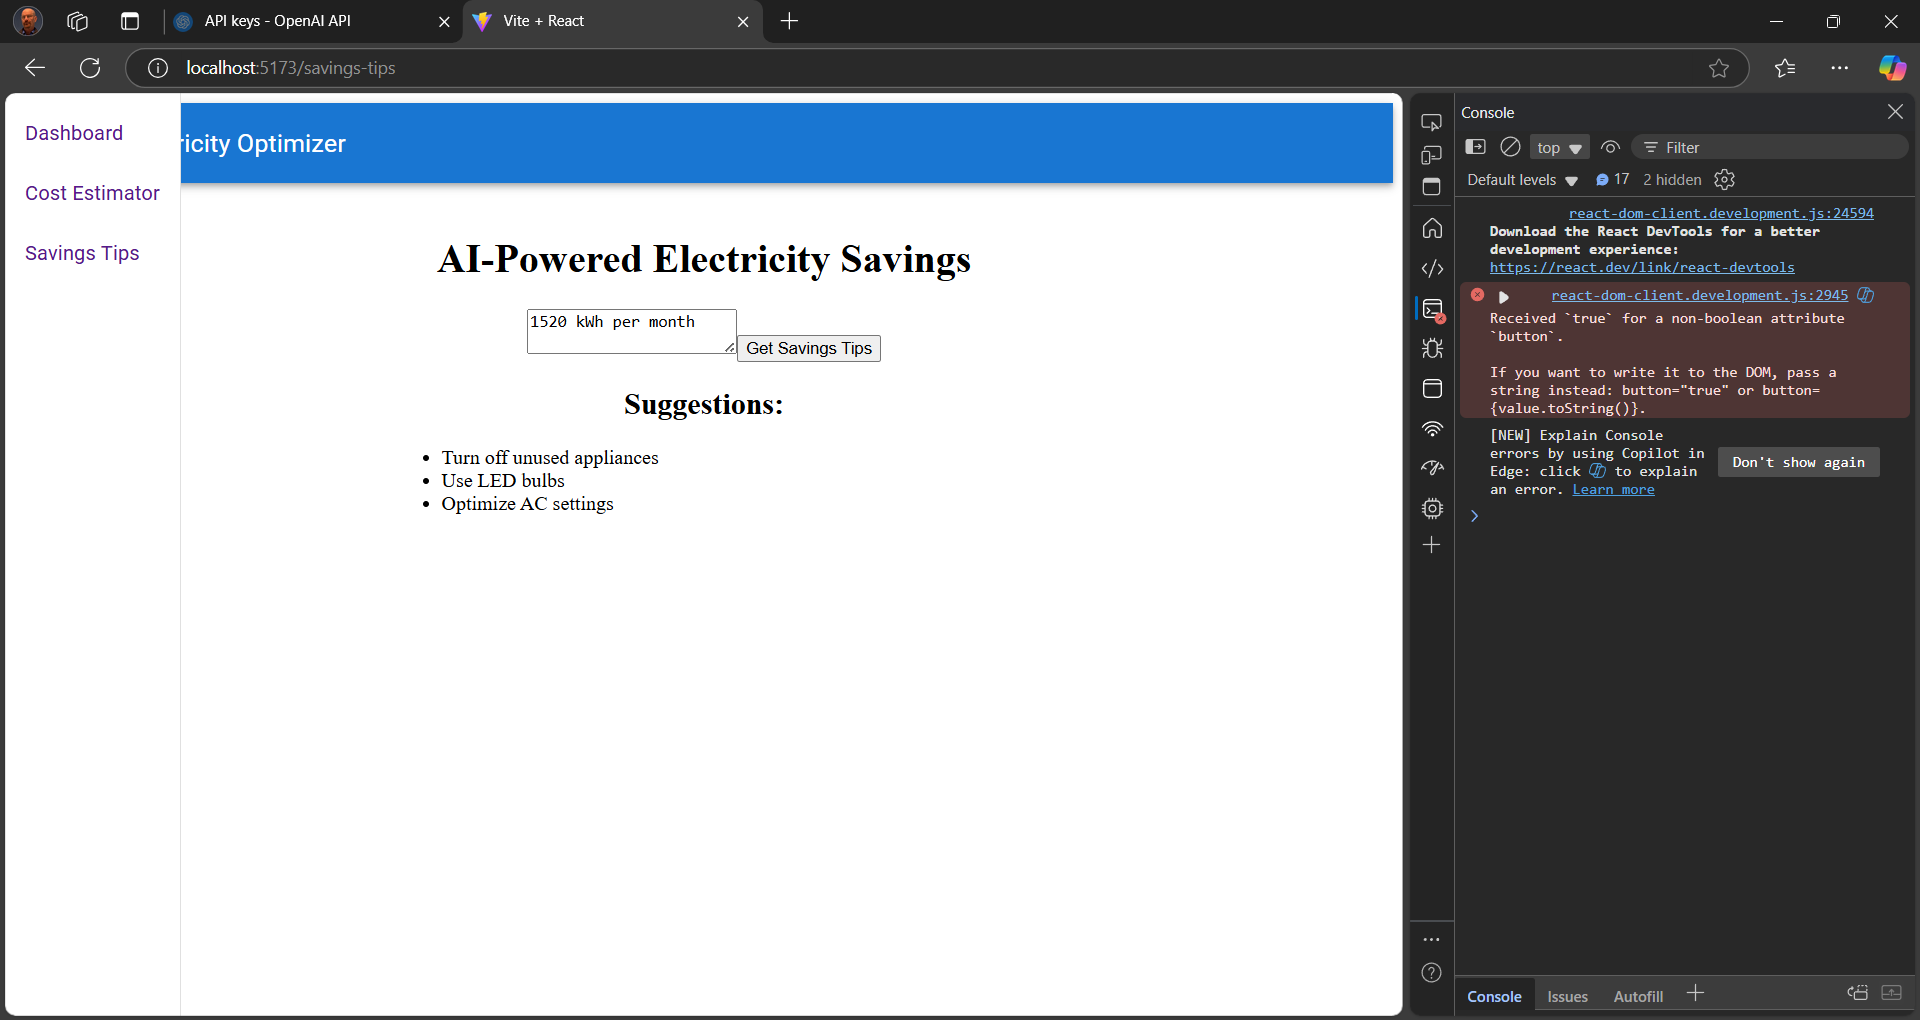 API keys - OpenAI API
Vite + React
localhost:5173/savings-tips
Dashboard
Cost Estimator
Savings Tips
ricity Optimizer
AI-Powered Electricity Savings
1520 kWh per month
Get Savings Tips
Suggestions:
Turn off unused appliances
Use LED bulbs
Optimize AC settings
Console
top
Filter
Default levels
17
2 hidden
react-dom-client.development.js:24594
Download the React DevTools for a better
development experience:
https://react.dev/link/react-devtools
react-dom-client.development.js:2945
Received `true` for a non-boolean attribute
`button`.
If you want to write it to the DOM, pass a
string instead: button="true" or button=
{value.toString()}.
[NEW] Explain Console
errors by using Copilot in
Edge: click to explain
an error. Learn more
Don't show again
Console
Issues
Autofill